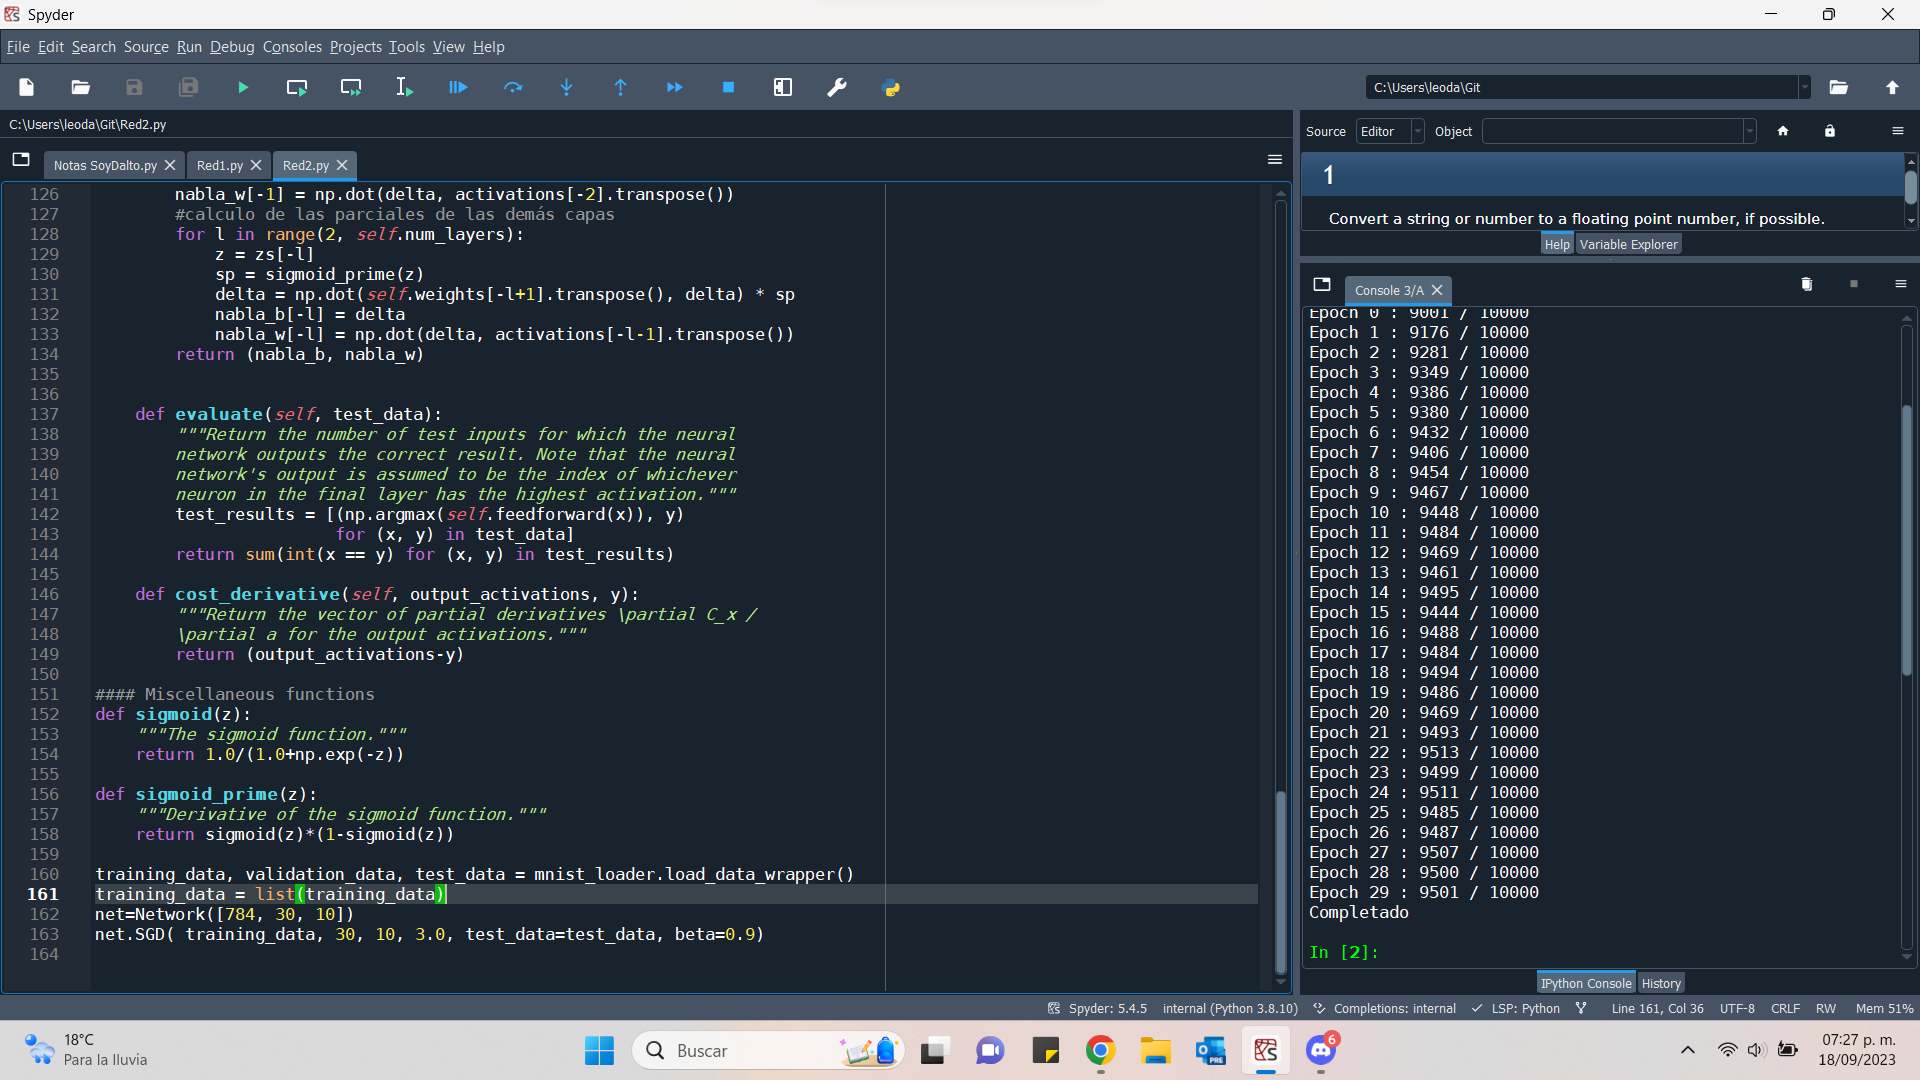 Spyder
File Edit Search Source Run Debug Consoles Projects Tools View Help
C:\Users\leoda\Git
C:\Users\leoda\Git\Red2.py
Notas SoyDalto.py Red1.py Red2.py
126 nabla_w[-1] = np.dot(delta, activations[-2].transpose())
127 #calculo de las parciales de las demás capas
128 for l in range(2, self.num_layers):
129 z = zs[-l]
130 sp = sigmoid_prime(z)
131 delta = np.dot(self.weights[-l+1].transpose(), delta) * sp
132 nabla_b[-l] = delta
133 nabla_w[-l] = np.dot(delta, activations[-l-1].transpose())
134 return (nabla_b, nabla_w)
135
136
137 def evaluate(self, test_data):
138 """Return the number of test inputs for which the neural
139 network outputs the correct result. Note that the neural
140 network's output is assumed to be the index of whichever
141 neuron in the final layer has the highest activation."""
142 test_results = [(np.argmax(self.feedforward(x)), y)
143 for (x, y) in test_data]
144 return sum(int(x == y) for (x, y) in test_results)
145
146 def cost_derivative(self, output_activations, y):
147 """Return the vector of partial derivatives \partial C_x /
148 \partial a for the output activations."""
149 return (output_activations-y)
150
151 #### Miscellaneous functions
152 def sigmoid(z):
153 """The sigmoid function."""
154 return 1.0/(1.0+np.exp(-z))
155
156 def sigmoid_prime(z):
157 """Derivative of the sigmoid function."""
158 return sigmoid(z)*(1-sigmoid(z))
159
160 training_data, validation_data, test_data = mnist_loader.load_data_wrapper()
161 training_data = list(training_data)
162 net=Network([784, 30, 10])
163 net.SGD( training_data, 30, 10, 3.0, test_data=test_data, beta=0.9)
164
Source Editor Object
1
Convert a string or number to a floating point number, if possible.
Help Variable Explorer
Console 3/A
Epoch 0 : 9001 / 10000
Epoch 1 : 9176 / 10000
Epoch 2 : 9281 / 10000
Epoch 3 : 9349 / 10000
Epoch 4 : 9386 / 10000
Epoch 5 : 9380 / 10000
Epoch 6 : 9432 / 10000
Epoch 7 : 9406 / 10000
Epoch 8 : 9454 / 10000
Epoch 9 : 9467 / 10000
Epoch 10 : 9448 / 10000
Epoch 11 : 9484 / 10000
Epoch 12 : 9469 / 10000
Epoch 13 : 9461 / 10000
Epoch 14 : 9495 / 10000
Epoch 15 : 9444 / 10000
Epoch 16 : 9488 / 10000
Epoch 17 : 9484 / 10000
Epoch 18 : 9494 / 10000
Epoch 19 : 9486 / 10000
Epoch 20 : 9469 / 10000
Epoch 21 : 9493 / 10000
Epoch 22 : 9513 / 10000
Epoch 23 : 9499 / 10000
Epoch 24 : 9511 / 10000
Epoch 25 : 9485 / 10000
Epoch 26 : 9487 / 10000
Epoch 27 : 9507 / 10000
Epoch 28 : 9500 / 10000
Epoch 29 : 9501 / 10000
Completado
In [2]:
IPython Console History
Spyder: 5.4.5 internal (Python 3.8.10) Completions: internal LSP: Python Line 161, Col 36 UTF-8 CRLF RW Mem 51%
18°C
Para la lluvia
Buscar
PRE
6
07:27 p. m.
18/09/2023